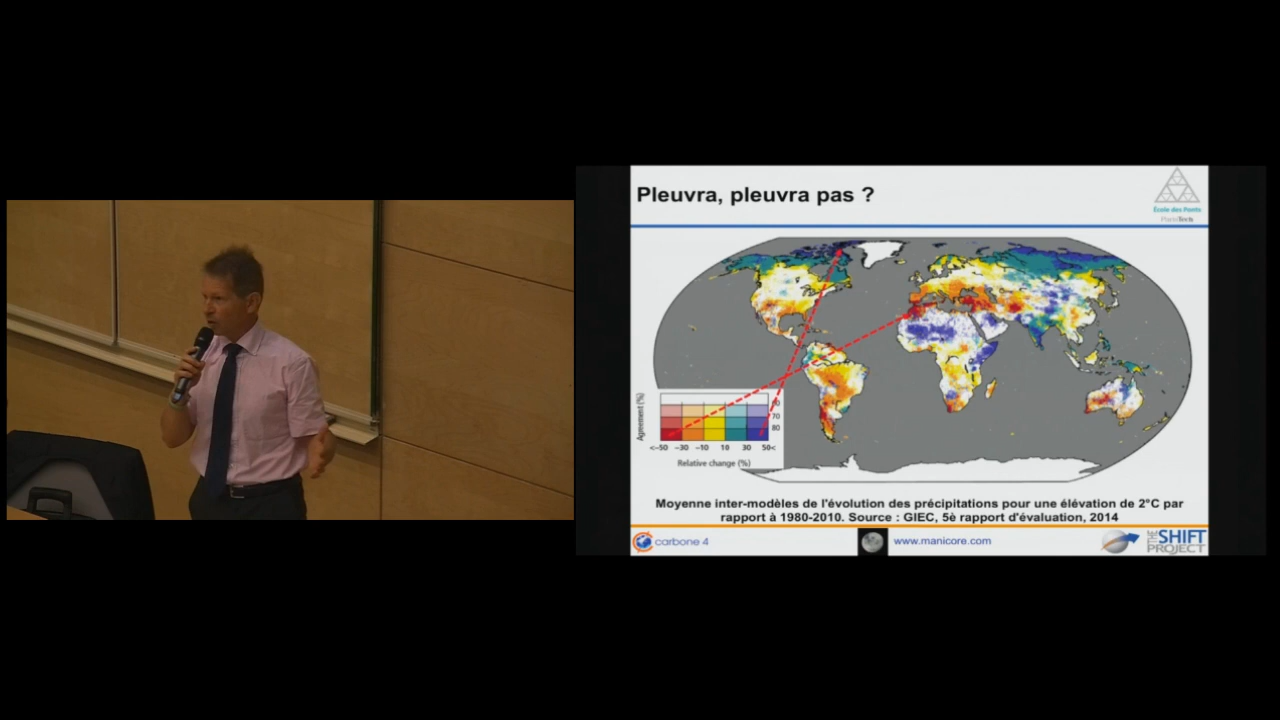 Pleuvra, pleuvra pas ?
École des Ponts
ParisTech
Agreement (%)
70
80
<–50 –30 –10 10 30 50<
Relative change (%)
Moyenne inter-modèles de l'évolution des précipitations pour une élévation de 2°C par
rapport à 1980-2010. Source : GIEC, 5è rapport d'évaluation, 2014
carbone 4
www.manicore.com
THE SHIFT
PROJECT